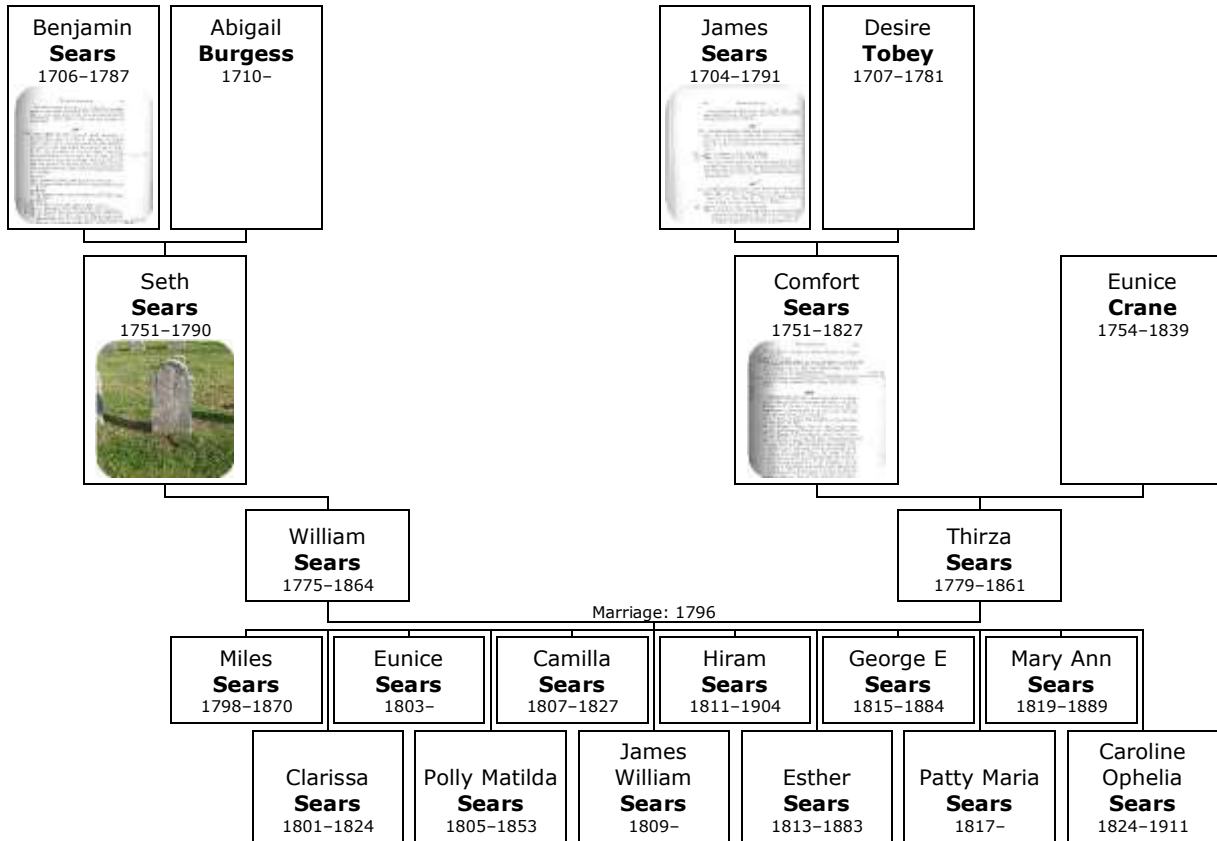 Benjamin
Sears
1706–1787
Abigail
Burgess
1710–
James
Sears
1704–1791
Desire
Tobey
1707–1781
Seth
Sears
1751–1790
Comfort
Sears
1751–1827
Eunice
Crane
1754–1839
William
Sears
1775–1864
Thirza
Sears
1779–1861
Marriage: 1796
Miles
Sears
1798–1870
Eunice
Sears
1803–
Camilla
Sears
1807–1827
Hiram
Sears
1811–1904
George E
Sears
1815–1884
Mary Ann
Sears
1819–1889
Clarissa
Sears
1801–1824
Polly Matilda
Sears
1805–1853
James
William
Sears
1809–
Esther
Sears
1813–1883
Patty Maria
Sears
1817–
Caroline
Ophelia
Sears
1824–1911